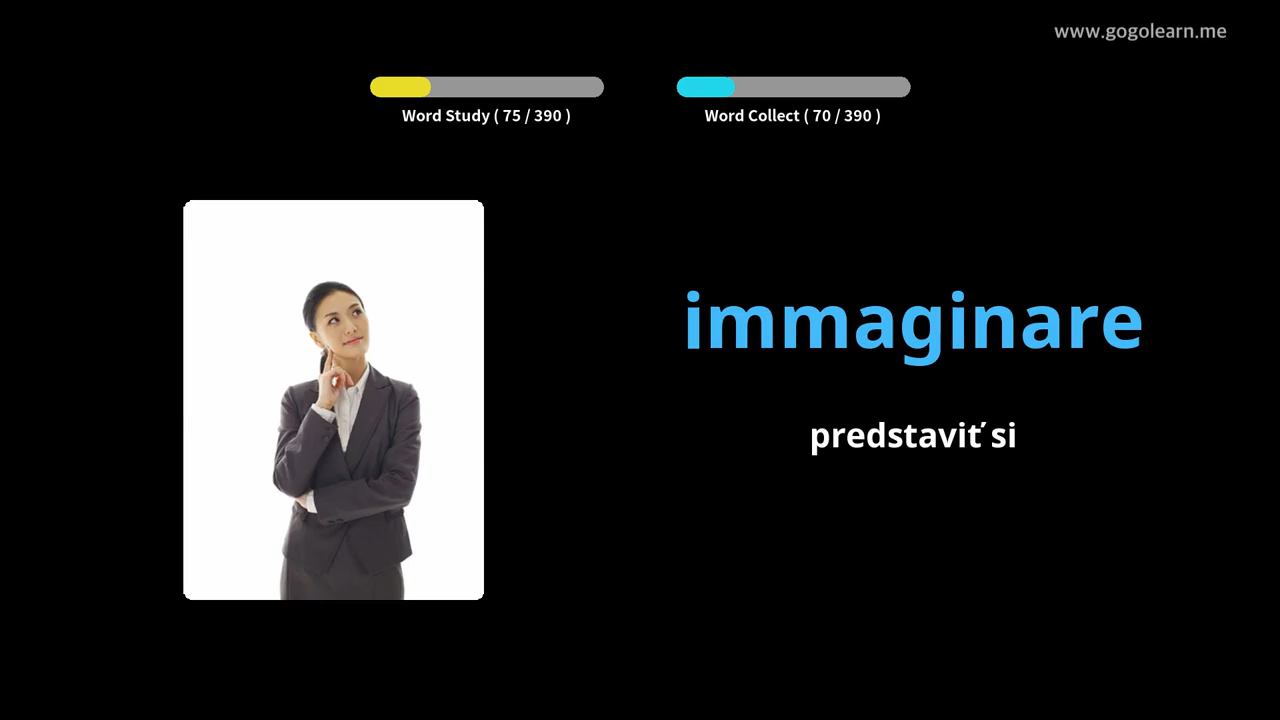 www.gogolearn.me
Word Study ( 75 / 390 )
Word Collect ( 70 / 390 )
immaginare
predstaviť si